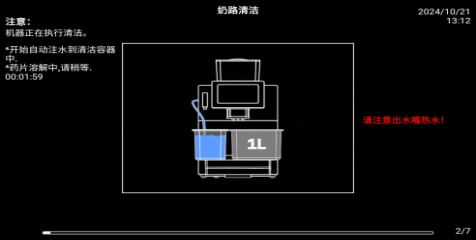 奶路清洁
2024/10/21
13:12
注意:
机器正在执行清洁。
*开始自动注水到清洁容器
中.
*药片溶解中,请稍等.
00:01:59
1L
请注意出水嘴热水!
2/7